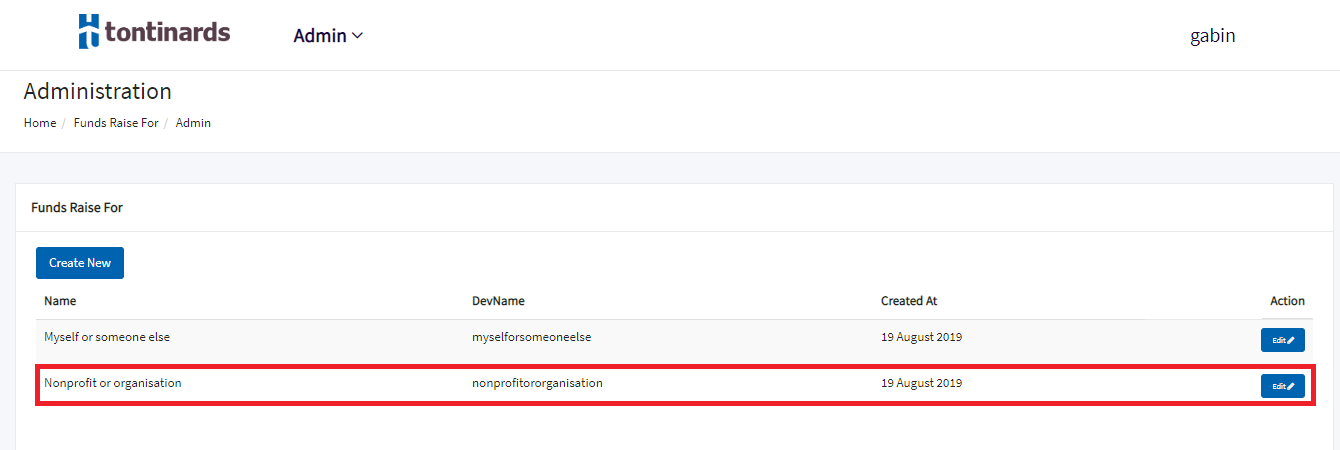 tontinards Admin gabin
Administration
Home / Funds Raise For / Admin
Funds Raise For
Create New
Name DevName Created At Action
Myself or someone else myselforsomeoneelse 19 August 2019 Edit
Nonprofit or organisation nonprofitororganisation 19 August 2019 Edit